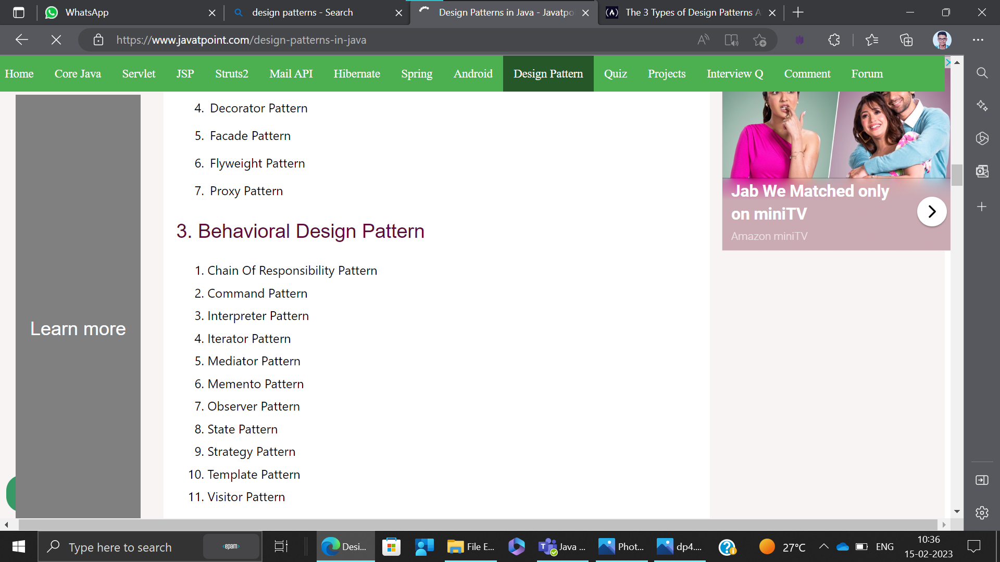 WhatsApp
design patterns - Search
Design Patterns in Java - Javatpo
The 3 Types of Design Patterns A
https://www.javatpoint.com/design-patterns-in-java
Home Core Java Servlet JSP Struts2 Mail API Hibernate Spring Android Design Pattern Quiz Projects Interview Q Comment Forum
4. Decorator Pattern
5. Facade Pattern
6. Flyweight Pattern
7. Proxy Pattern
3. Behavioral Design Pattern
1. Chain Of Responsibility Pattern
2. Command Pattern
3. Interpreter Pattern
4. Iterator Pattern
5. Mediator Pattern
6. Memento Pattern
7. Observer Pattern
8. State Pattern
9. Strategy Pattern
10. Template Pattern
11. Visitor Pattern
Learn more
Jab We Matched only
on miniTV
Amazon miniTV
Type here to search
<epam>
Desi...
File E...
Java ...
Phot...
dp4....
27°C
ENG
10:36
15-02-2023